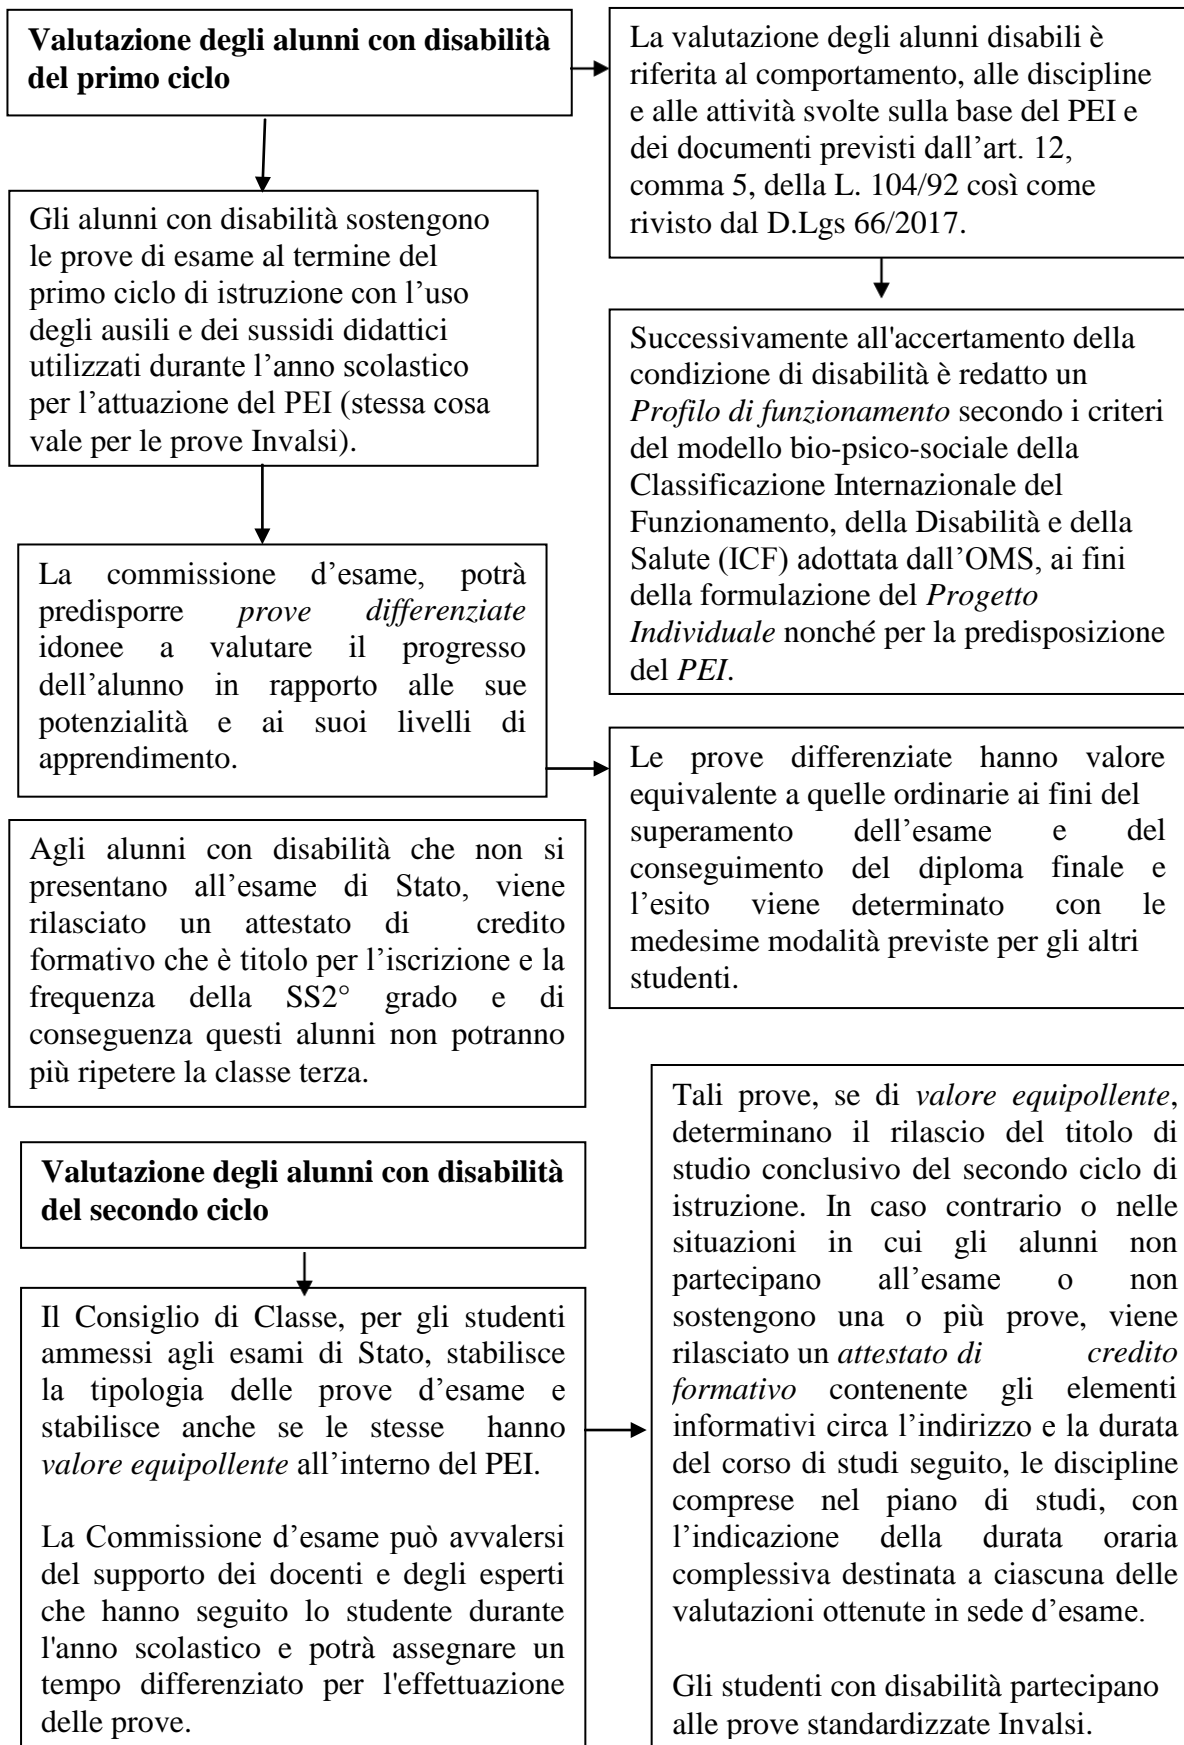 Valutazione degli alunni con disabilità
del primo ciclo
La valutazione degli alunni disabili è
riferita al comportamento, alle discipline
e alle attività svolte sulla base del PEI e
dei documenti previsti dall’art. 12,
comma 5, della L. 104/92 così come
rivisto dal D.Lgs 66/2017.
Gli alunni con disabilità sostengono
le prove di esame al termine del
primo ciclo di istruzione con l’uso
degli ausili e dei sussidi didattici
utilizzati durante l’anno scolastico
per l’attuazione del PEI (stessa cosa
vale per le prove Invalsi).
Successivamente all'accertamento della
condizione di disabilità è redatto un
Profilo di funzionamento secondo i criteri
del modello bio-psico-sociale della
Classificazione Internazionale del
Funzionamento, della Disabilità e della
Salute (ICF) adottata dall’OMS, ai fini
della formulazione del Progetto
Individuale nonché per la predisposizione
del PEI.
La commissione d’esame, potrà
predisporre prove differenziate
idonee a valutare il progresso
dell’alunno in rapporto alle sue
potenzialità e ai suoi livelli di
apprendimento.
Le prove differenziate hanno valore
equivalente a quelle ordinarie ai fini del
superamento dell’esame e del
conseguimento del diploma finale e
l’esito viene determinato con le
medesime modalità previste per gli altri
studenti.
Agli alunni con disabilità che non si
presentano all’esame di Stato, viene
rilasciato un attestato di credito
formativo che è titolo per l’iscrizione e la
frequenza della SS2° grado e di
conseguenza questi alunni non potranno
più ripetere la classe terza.
Valutazione degli alunni con disabilità
del secondo ciclo
Il Consiglio di Classe, per gli studenti
ammessi agli esami di Stato, stabilisce
la tipologia delle prove d’esame e
stabilisce anche se le stesse hanno
valore equipollente all’interno del PEI.
La Commissione d’esame può avvalersi
del supporto dei docenti e degli esperti
che hanno seguito lo studente durante
l'anno scolastico e potrà assegnare un
tempo differenziato per l'effettuazione
delle prove.
Tali prove, se di valore equipollente,
determinano il rilascio del titolo di
studio conclusivo del secondo ciclo di
istruzione. In caso contrario o nelle
situazioni in cui gli alunni non
partecipano all’esame o non
sostengono una o più prove, viene
rilasciato un attestato di credito
formativo contenente gli elementi
informativi circa l’indirizzo e la durata
del corso di studi seguito, le discipline
comprese nel piano di studi, con
l’indicazione della durata oraria
complessiva destinata a ciascuna delle
valutazioni ottenute in sede d’esame.
Gli studenti con disabilità partecipano
alle prove standardizzate Invalsi.